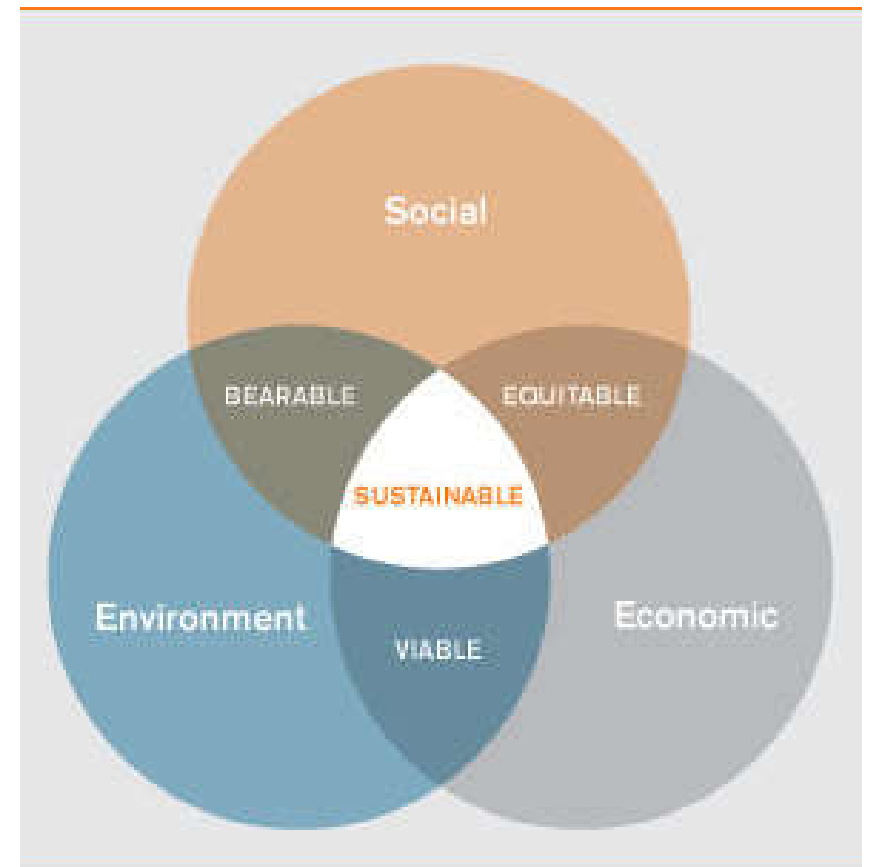 Social
BEARABLE
EQUITABLE
SUSTAINABLE
Environment
Economic
VIABLE